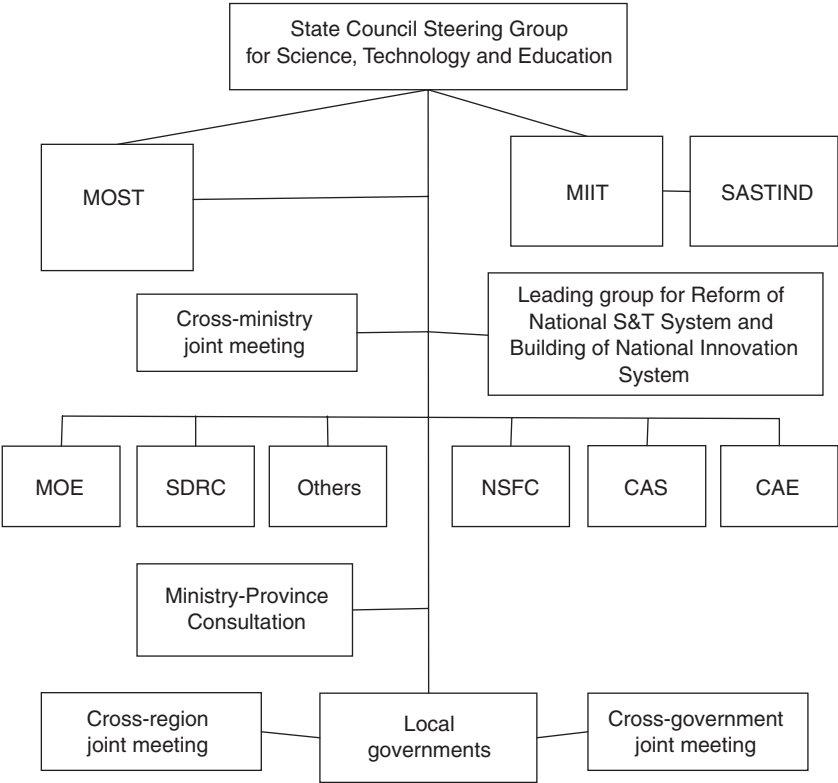 State Council Steering Group
for Science, Technology and Education
MOST
MIIT
SASTIND
Cross-ministry
joint meeting
Leading group for Reform of
National S&T System and
Building of National Innovation
System
MOE
SDRC
Others
NSFC
CAS
CAE
Ministry-Province
Consultation
Cross-region
joint meeting
Local
governments
Cross-government
joint meeting